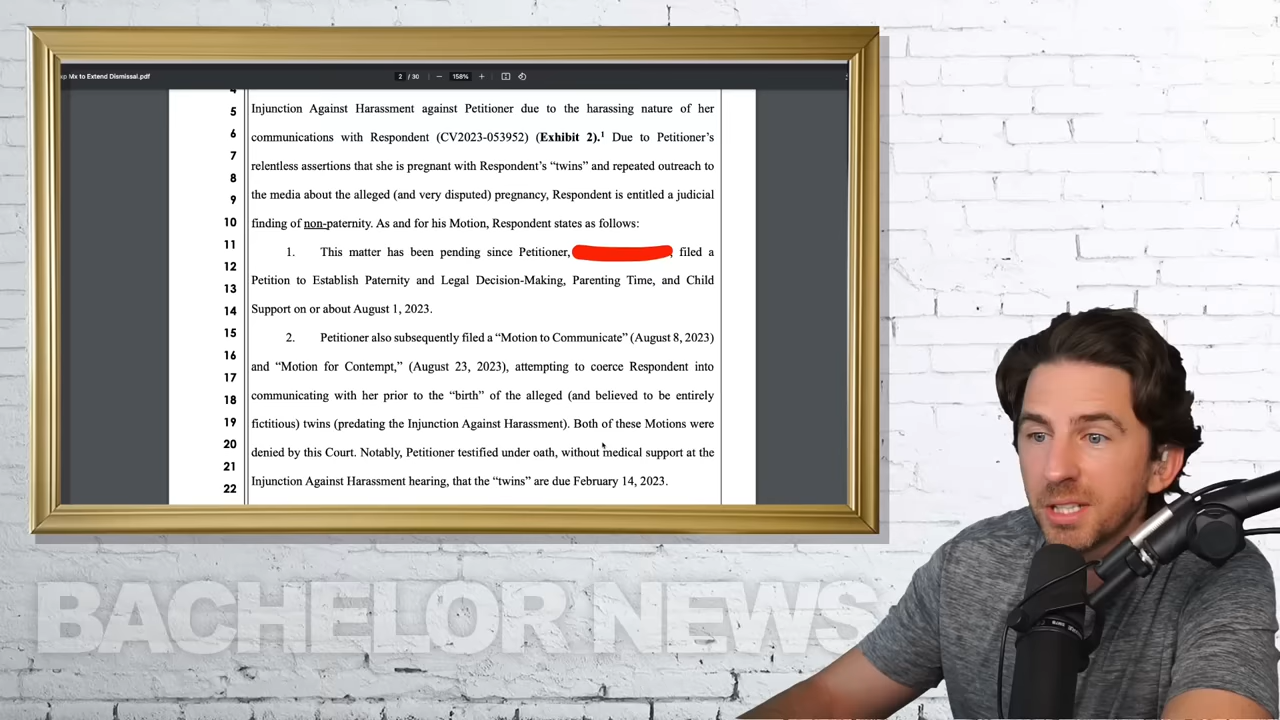 xp Mx to Extend Dismissal.pdf
2 / 30
158%
5 Injunction Against Harassment against Petitioner due to the harassing nature of her
6 communications with Respondent (CV2023-053952) (Exhibit 2).¹ Due to Petitioner's
7 relentless assertions that she is pregnant with Respondent's “twins” and repeated outreach to
8 the media about the alleged (and very disputed) pregnancy, Respondent is entitled a judicial
9 finding of non-paternity. As and for his Motion, Respondent states as follows:
10
11 1. This matter has been pending since Petitioner, filed a
12 Petition to Establish Paternity and Legal Decision-Making, Parenting Time, and Child
13 Support on or about August 1, 2023.
14
15 2. Petitioner also subsequently filed a “Motion to Communicate” (August 8, 2023)
16 and “Motion for Contempt,” (August 23, 2023), attempting to coerce Respondent into
17 communicating with her prior to the “birth” of the alleged (and believed to be entirely
18
19 fictitious) twins (predating the Injunction Against Harassment). Both of these Motions were
20 denied by this Court. Notably, Petitioner testified under oath, without medical support at the
21
22 Injunction Against Harassment hearing, that the “twins” are due February 14, 2023.
BACHELOR NEWS